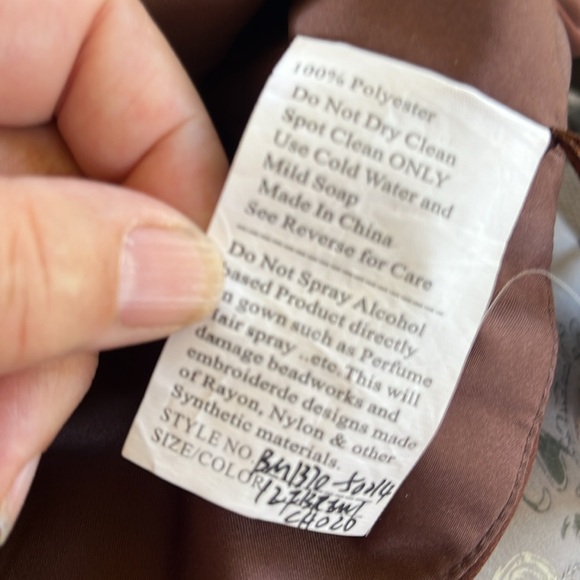 100% Polyester
Do Not Dry Clean
Spot Clean ONLY
Use Cold Water and
Mild Soap
Made In China
See Reverse for Care
Do Not Spray Alcohol
based Product directly
n gown such as Perfume
Hair spray ..etc.This will
damage beadworks and
embroiderde designs made
of Rayon, Nylon & other
Synthetic materials.
STYLE NO.
SIZE/COLOR
CHOCO